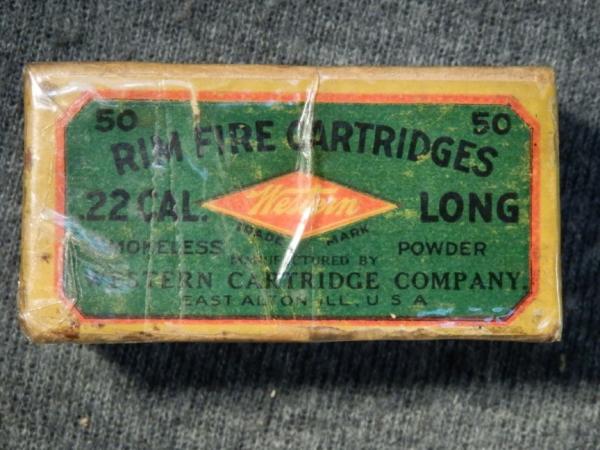 50 50
RIM FIRE CARTRIDGES
.22 CAL. Western LONG
TRADE MARK
SMOKELESS POWDER
MANUFACTURED BY
WESTERN CARTRIDGE COMPANY.
EAST ALTON ILL. U.S.A